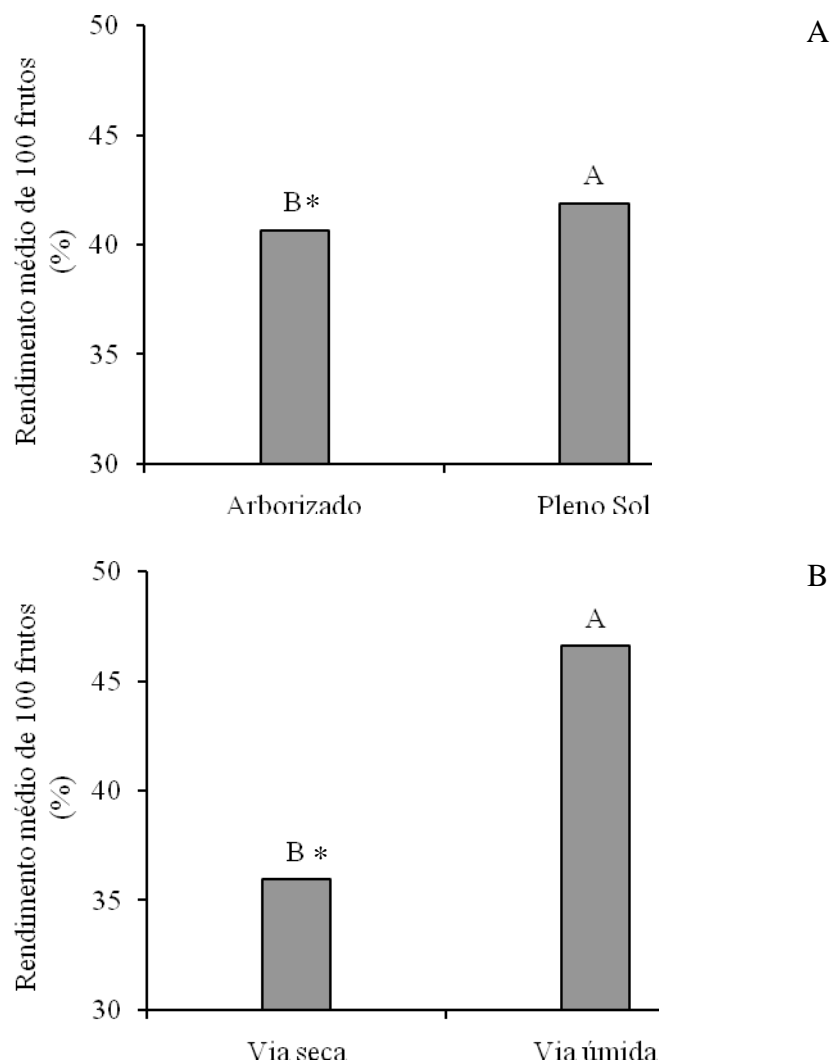 A
Rendimento médio de 100 frutos
(%)
50
45
40
35
30
B*
A
Arborizado
Pleno Sol
B
Rendimento médio de 100 frutos
(%)
50
45
40
35
30
B *
A
Via seca
Via úmida